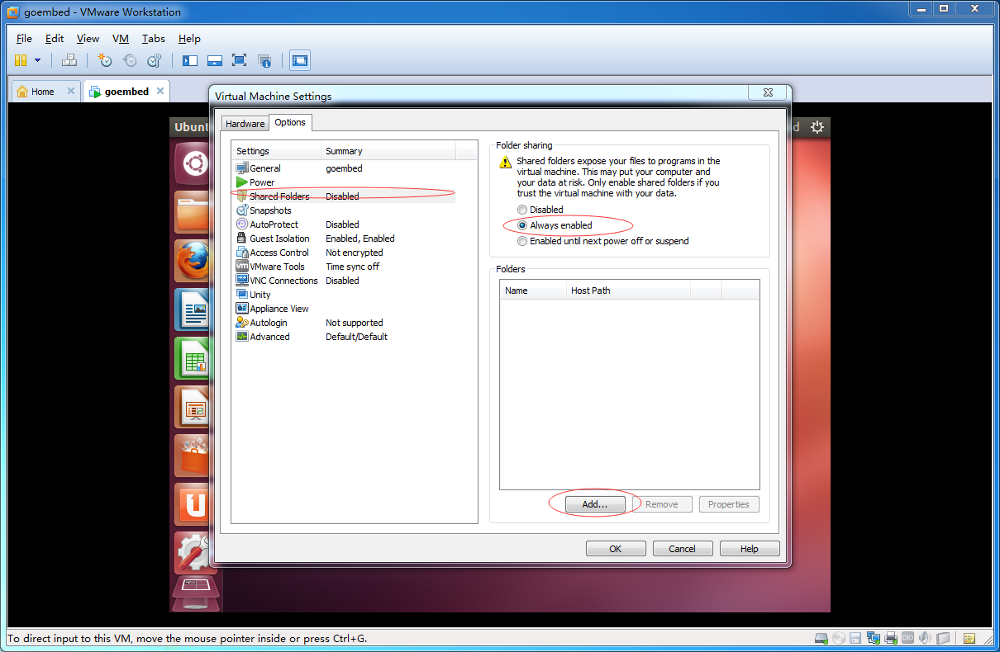 goembed - VMware Workstation
File Edit View VM Tabs Help
Home goembed
Virtual Machine Settings
Ubunt
d
Hardware Options
Settings Summary
General goembed
Power
Shared Folders Disabled
Snapshots
AutoProtect Disabled
Guest Isolation Enabled, Enabled
Access Control Not encrypted
VMware Tools Time sync off
VNC Connections Disabled
Unity
Appliance View
Autologin Not supported
Advanced Default/Default
Folder sharing
Shared folders expose your files to programs in the
virtual machine. This may put your computer and
your data at risk. Only enable shared folders if you
trust the virtual machine with your data.
Disabled
Always enabled
Enabled until next power off or suspend
Folders
Name Host Path
Add... Remove Properties
OK Cancel Help
To direct input to this VM, move the mouse pointer inside or press Ctrl+G.